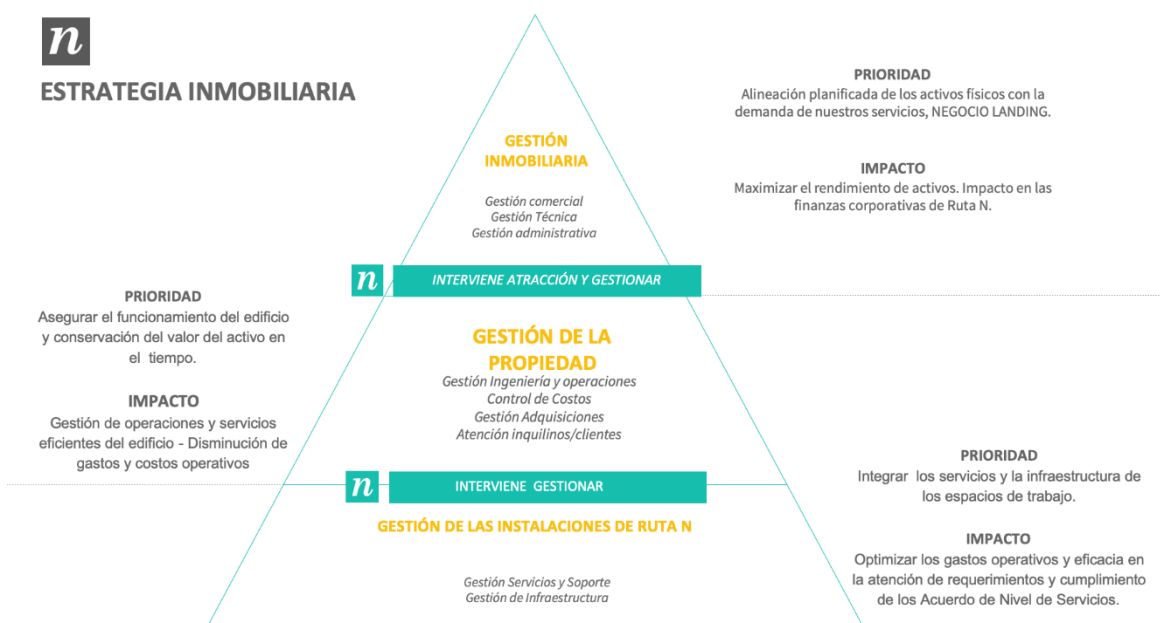 n
ESTRATEGIA INMOBILIARIA
PRIORIDAD
Alineación planificada de los activos físicos con la
demanda de nuestros servicios, NEGOCIO LANDING.
IMPACTO
Maximizar el rendimiento de activos. Impacto en las
finanzas corporativas de Ruta N.
GESTIÓN
INMOBILIARIA
Gestión comercial
Gestión Técnica
Gestión administrativa
n
INTERVIENE ATRACCIÓN Y GESTIONAR
PRIORIDAD
Asegurar el funcionamiento del edificio
y conservación del valor del activo en
el tiempo.
IMPACTO
Gestión de operaciones y servicios
eficientes del edificio - Disminución de
gastos y costos operativos
GESTIÓN DE LA
PROPIEDAD
Gestión Ingeniería y operaciones
Control de Costos
Gestión Adquisiciones
Atención inquilinos/clientes
n
INTERVIENE GESTIONAR
GESTIÓN DE LAS INSTALACIONES DE RUTA N
Gestión Servicios y Soporte
Gestión de Infraestructura
PRIORIDAD
Integrar los servicios y la infraestructura de
los espacios de trabajo.
IMPACTO
Optimizar los gastos operativos y eficacia en
la atención de requerimientos y cumplimiento
de los Acuerdo de Nivel de Servicios.